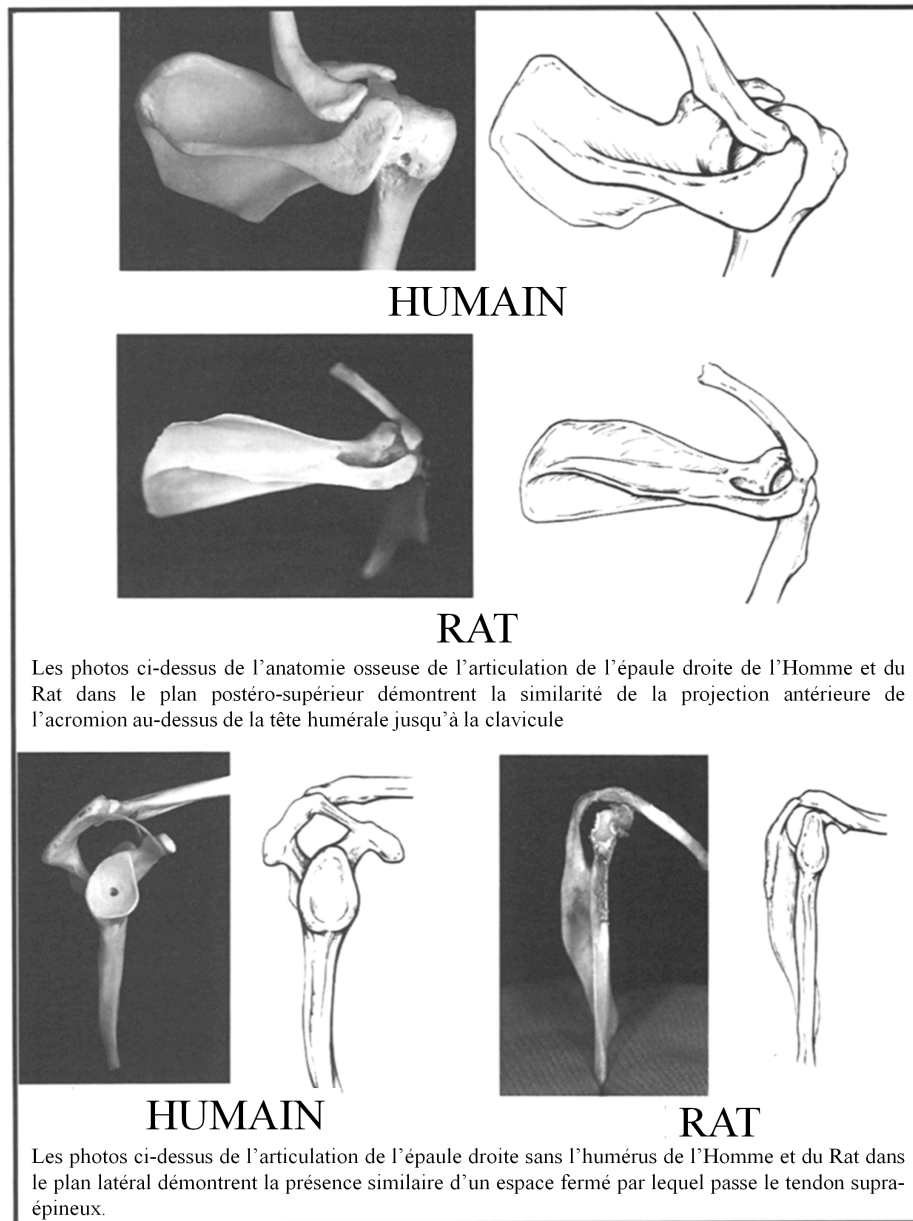 HUMAIN
RAT
Les photos ci-dessus de l'anatomie osseuse de l'articulation de l'épaule droite de l'Homme et du
Rat dans le plan postéro-supérieur démontrent la similarité de la projection antérieure de
l'acromion au-dessus de la tête humérale jusqu'à la clavicule
HUMAIN
RAT
Les photos ci-dessus de l'articulation de l'épaule droite sans l'humérus de l'Homme et du Rat dans
le plan latéral démontrent la présence similaire d'un espace fermé par lequel passe le tendon supra-
épineux.